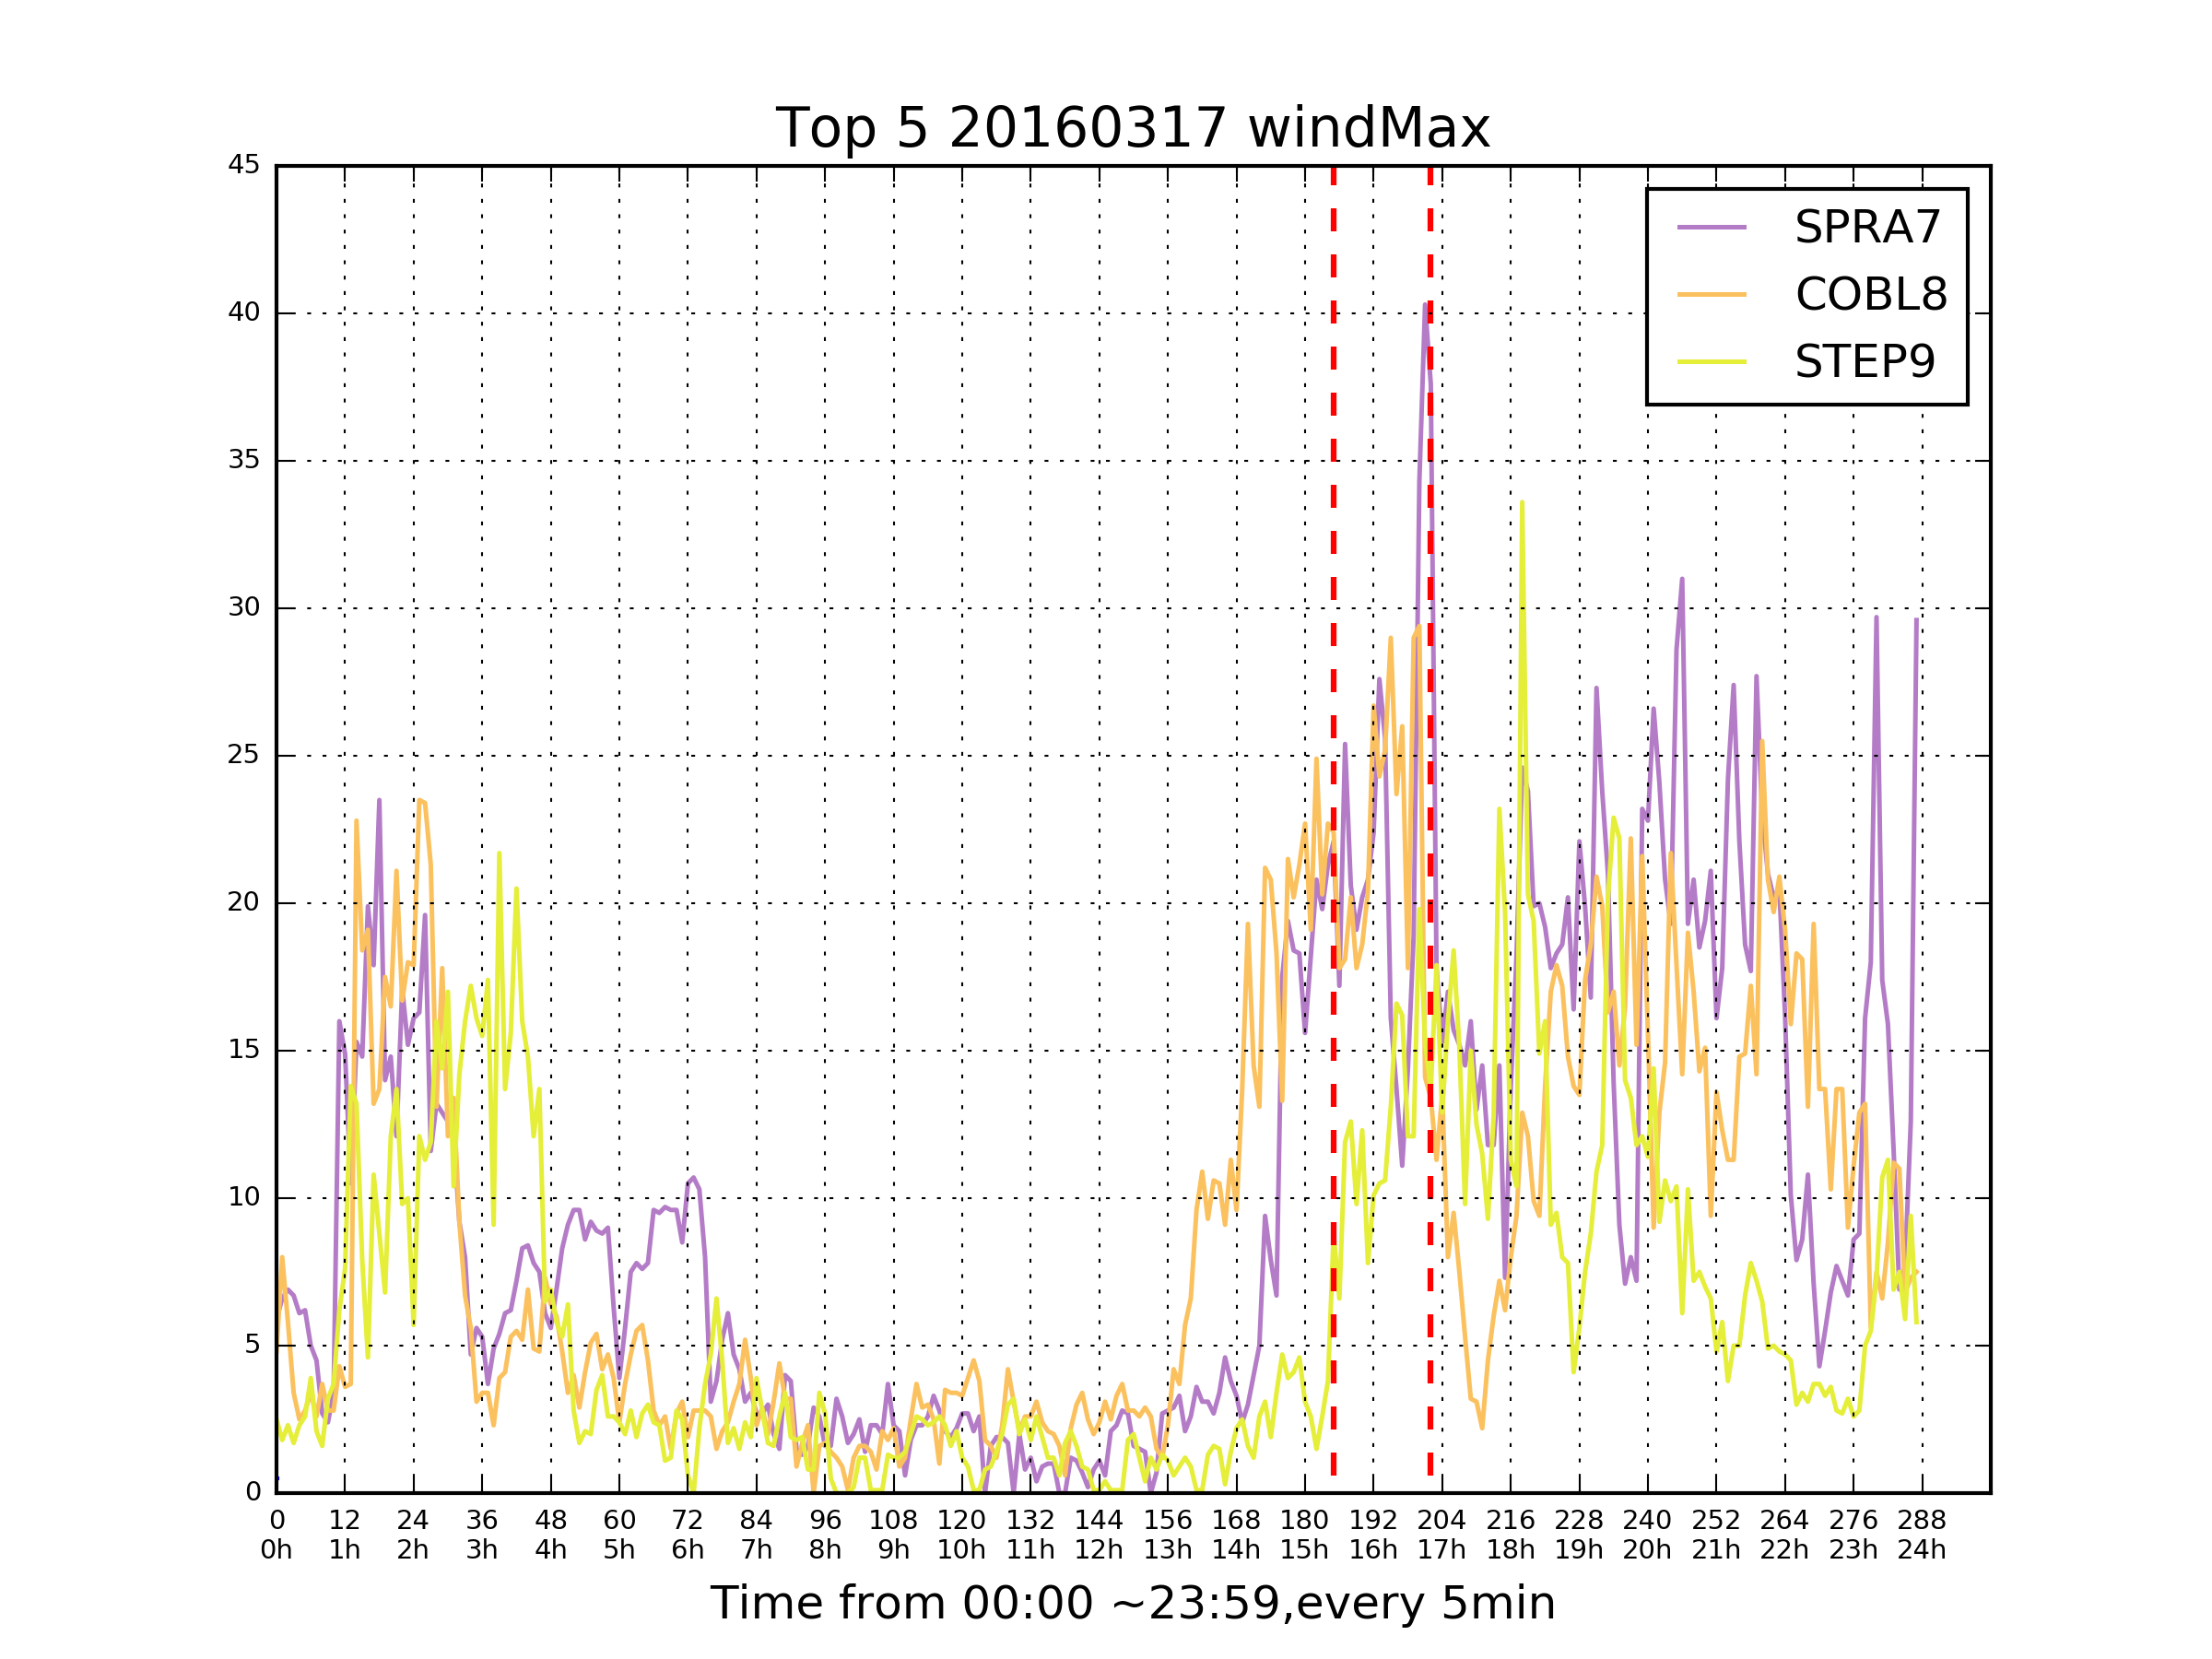 Top 5 20160317 windMax
45
40
35
30
25
20
15
10
5
0
SPRA7
COBL8
STEP9
0 12 24 36 48 60 72 84 96 108 120 132 144 156 168 180 192 204 216 228 240 252 264 276 288
0h 1h 2h 3h 4h 5h 6h 7h 8h 9h 10h 11h 12h 13h 14h 15h 16h 17h 18h 19h 20h 21h 22h 23h 24h
Time from 00:00 ~23:59,every 5min